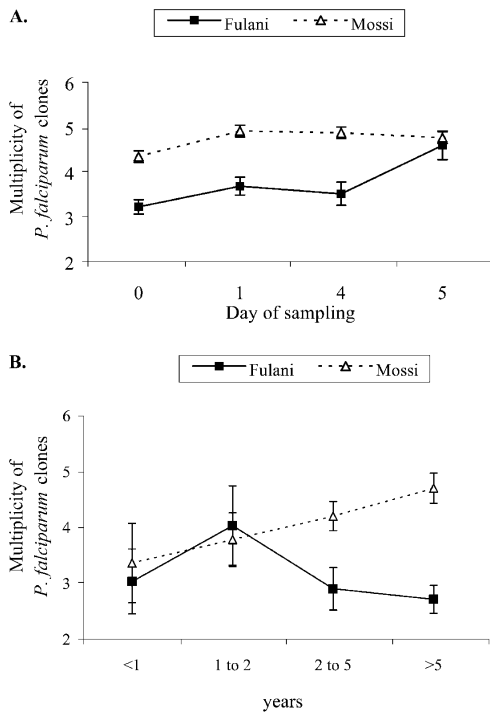 A.
Fulani Mossi
Multiplicity of
P. falciparum clones
6
5
4
3
2
0 1 4 5
Day of sampling
B.
Fulani Mossi
Multiplicity of
P. falciparum clones
6
5
4
3
2
<1 1 to 2 2 to 5 >5
years